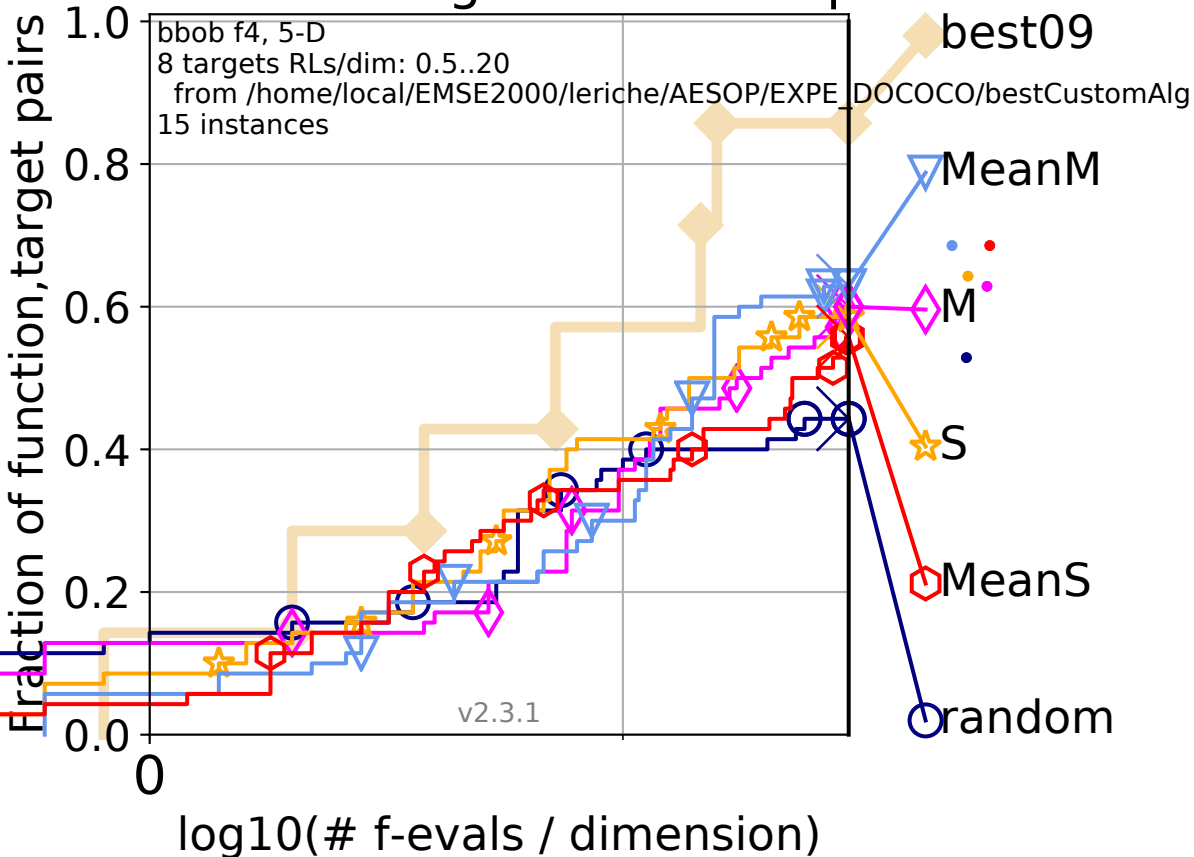 bbob f4, 5-D
8 targets RLs/dim: 0.5..20
from /home/local/EMSE2000/leriche/AESOP/EXPE_DOCOCO/bestCustomAlg
15 instances
Fraction of function,target pairs
1.0
0.8
0.6
0.4
0.2
0.0
0
log10(# f-evals / dimension)
v2.3.1
best09
MeanM
M
S
MeanS
random